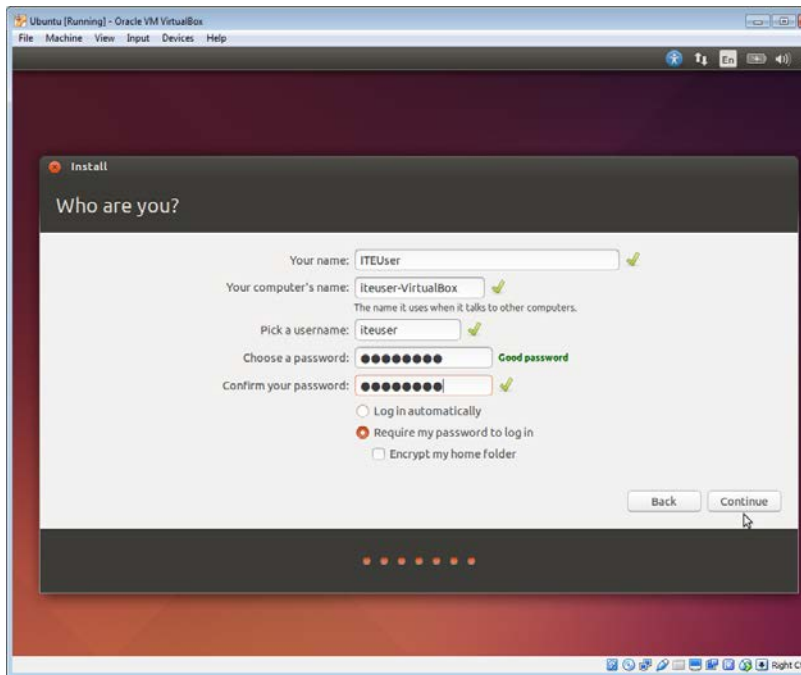 Ubuntu [Running] - Oracle VM VirtualBox
File Machine View Input Devices Help
En
Install
Who are you?
Your name: ITEUser
Your computer's name: iteuser-VirtualBox
The name it uses when it talks to other computers.
Pick a username: iteuser
Choose a password: ●●●●●●●● Good password
Confirm your password: ●●●●●●●●
Log in automatically
Require my password to log in
Encrypt my home folder
Back Continue
Right C